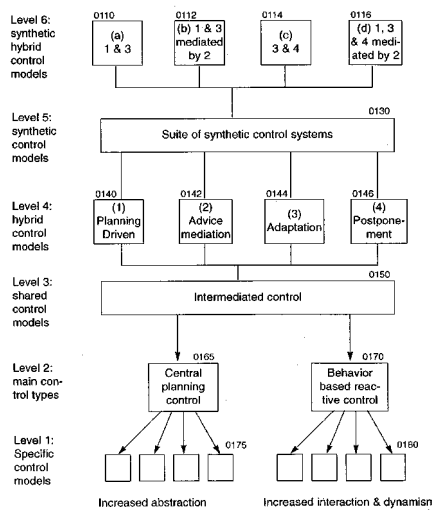 Level 6:
synthetic
hybrid
control
models
0110
(a)
1 & 3
0112
(b) 1 & 3
mediated
by 2
0114
(c)
3 & 4
0116
(d) 1, 3
& 4 medi-
ated by 2
Level 5:
synthetic
control
models
0130
Suite of synthetic control systems
Level 4:
hybrid
control
models
0140
(1)
Planning
Driven
0142
(2)
Advice
mediation
0144
(3)
Adaptation
0146
(4)
Postpone-
ment
Level 3:
shared
control
models
0150
Intermediated control
Level 2:
main con-
trol types
0165
Central
planning
control
0170
Behavior
based reac-
tive control
Level 1:
Specific
control
models
0175
0180
Increased abstraction
Increased interaction & dynamism